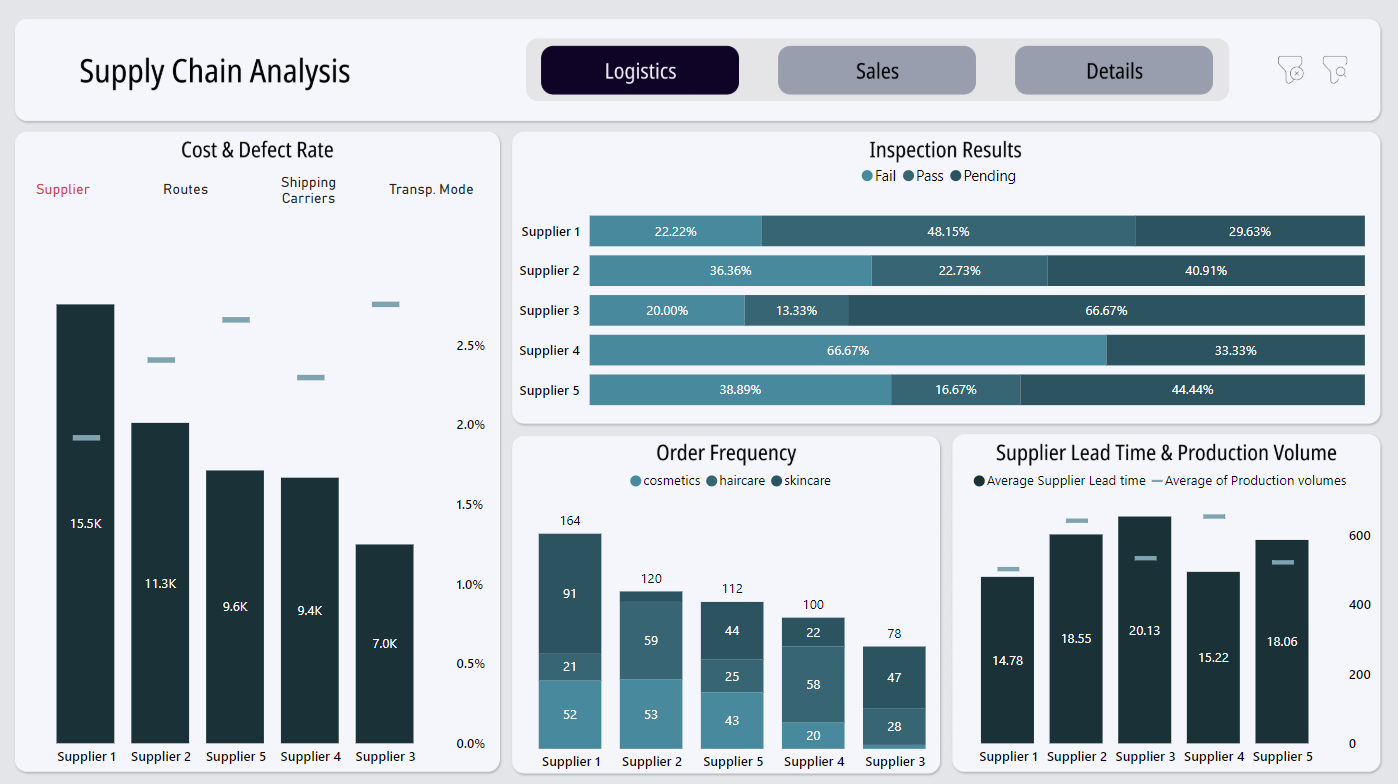 Supply Chain Analysis
Logistics
Sales
Details
Cost & Defect Rate
Supplier
Routes
Shipping
Carriers
Transp. Mode
2.5%
2.0%
1.5%
1.0%
0.5%
0.0%
15.5K
11.3K
9.6K
9.4K
7.0K
Supplier 1 Supplier 2 Supplier 5 Supplier 4 Supplier 3
Inspection Results
Fail Pass Pending
Supplier 1 22.22% 48.15% 29.63%
Supplier 2 36.36% 22.73% 40.91%
Supplier 3 20.00% 13.33% 66.67%
Supplier 4 66.67% 33.33%
Supplier 5 38.89% 16.67% 44.44%
Order Frequency
cosmetics haircare skincare
164
91
21
52
120
59
53
112
44
25
43
100
22
58
20
78
47
28
Supplier 1 Supplier 2 Supplier 5 Supplier 4 Supplier 3
Supplier Lead Time & Production Volume
Average Supplier Lead time Average of Production volumes
14.78
18.55
20.13
15.22
18.06
600
400
200
0
Supplier 1 Supplier 2 Supplier 3 Supplier 4 Supplier 5